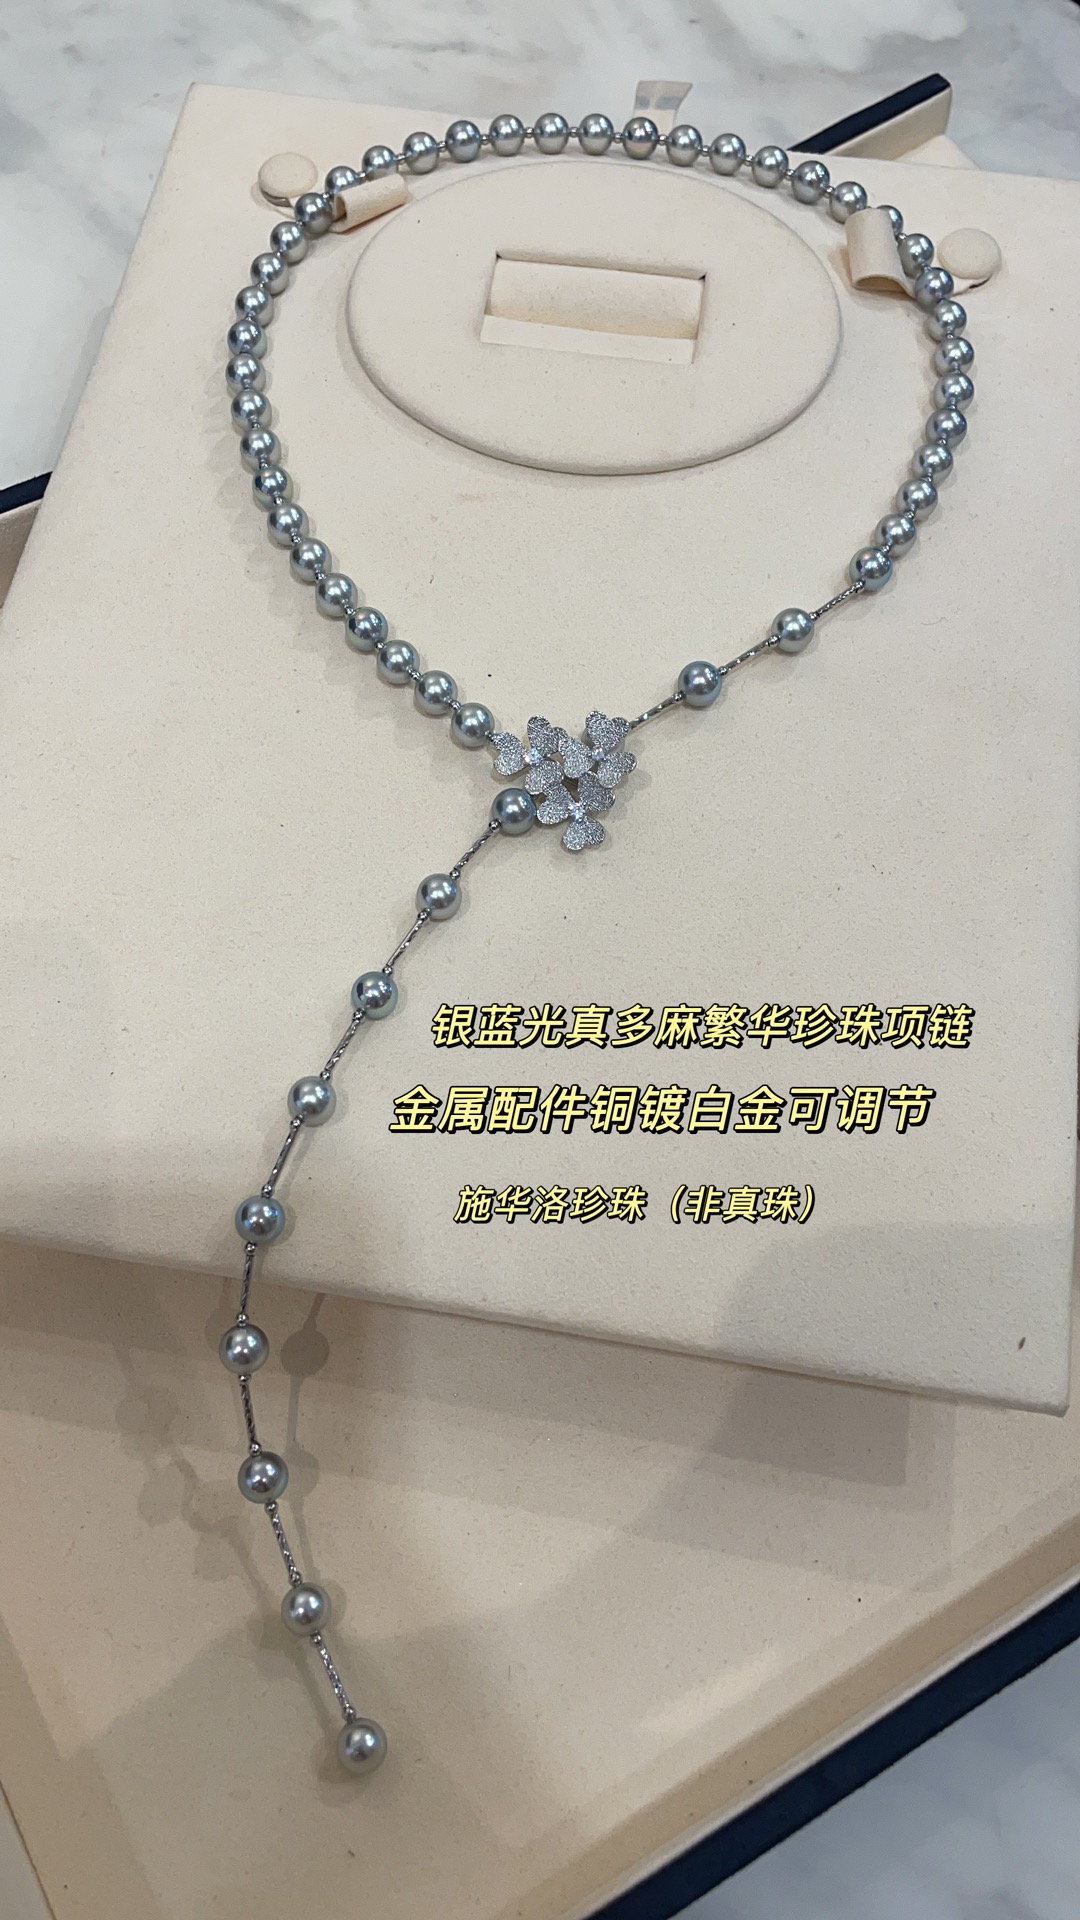 银蓝光真多麻繁华珍珠项链
金属配件铜镀白金可调节
施华洛珍珠（非真珠）